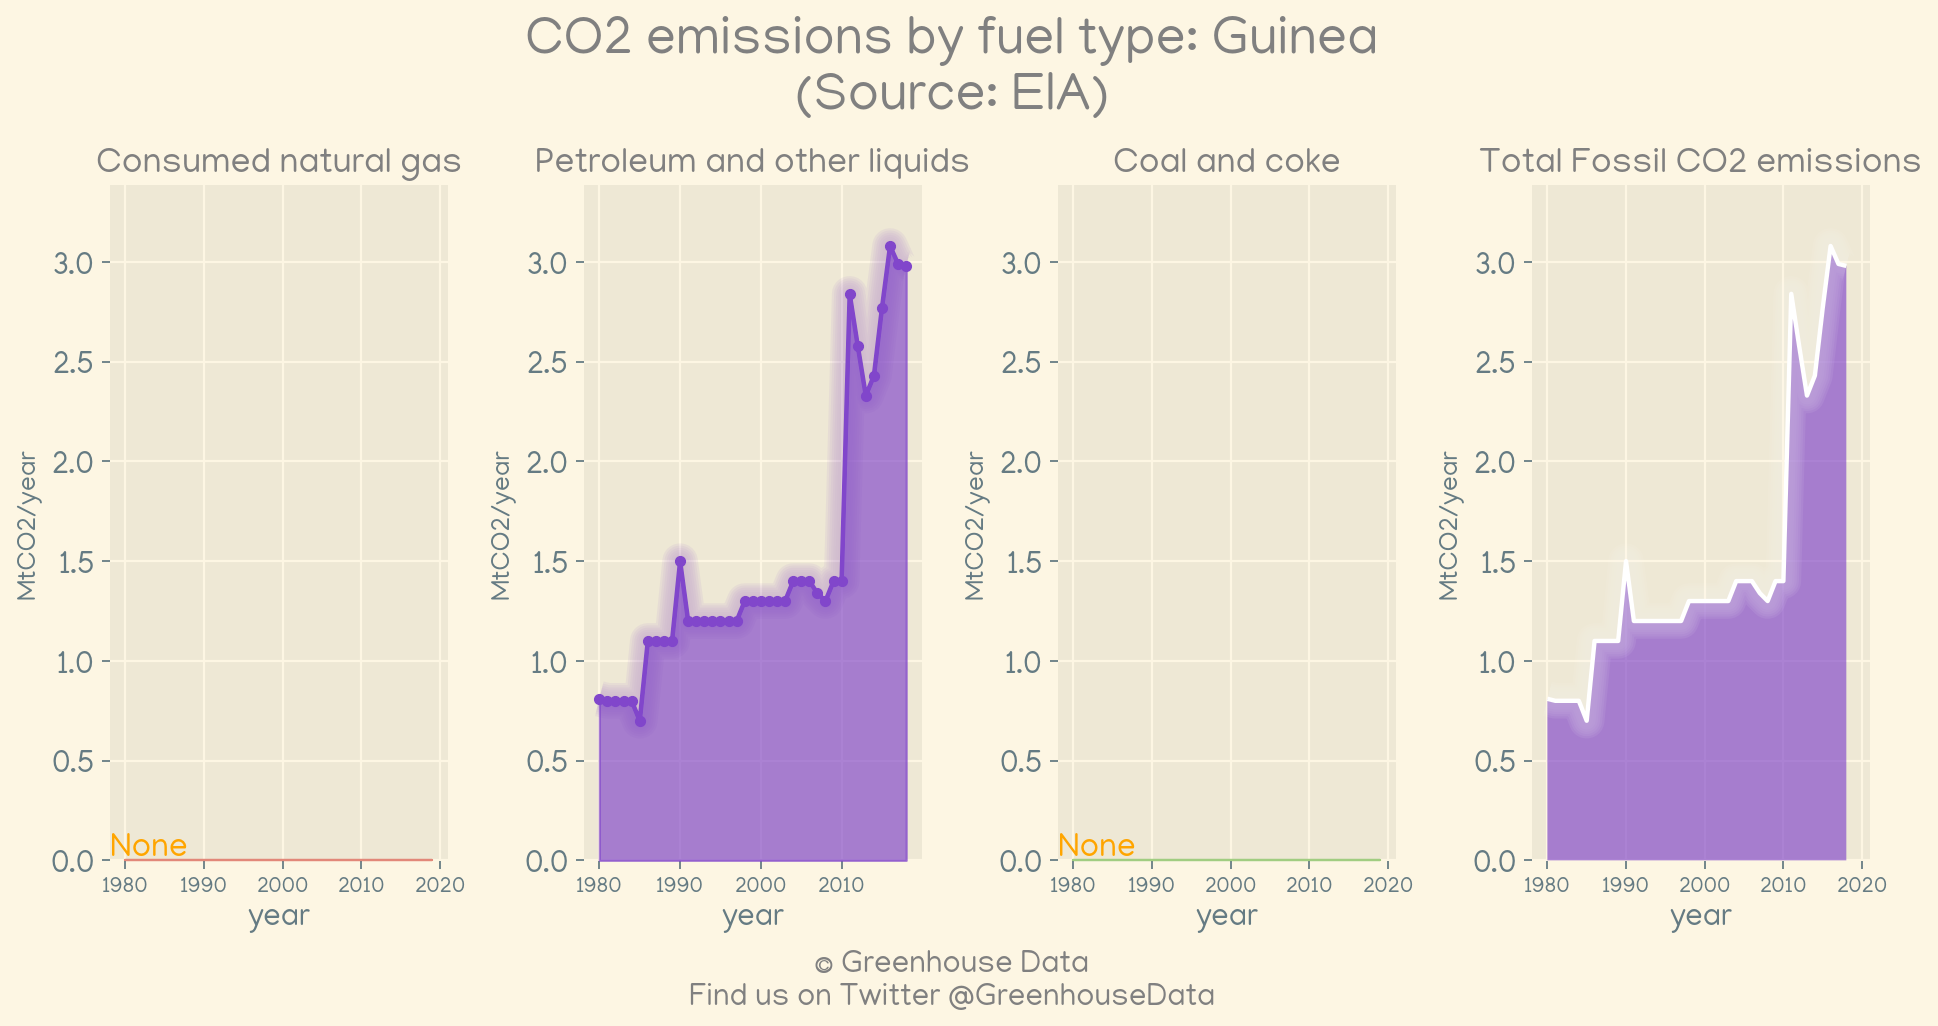 CO2 emissions by fuel type: Guinea
(Source: EIA)
Consumed natural gas
Petroleum and other liquids
Coal and coke
Total Fossil CO2 emissions
MtCO2/year
3.0
2.5
2.0
1.5
1.0
0.5
0.0
None
1980 1990 2000 2010 2020
year
MtCO2/year
3.0
2.5
2.0
1.5
1.0
0.5
0.0
1980 1990 2000 2010
year
MtCO2/year
3.0
2.5
2.0
1.5
1.0
0.5
0.0
None
1980 1990 2000 2010 2020
year
MtCO2/year
3.0
2.5
2.0
1.5
1.0
0.5
0.0
1980 1990 2000 2010 2020
year
© Greenhouse Data
Find us on Twitter @GreenhouseData